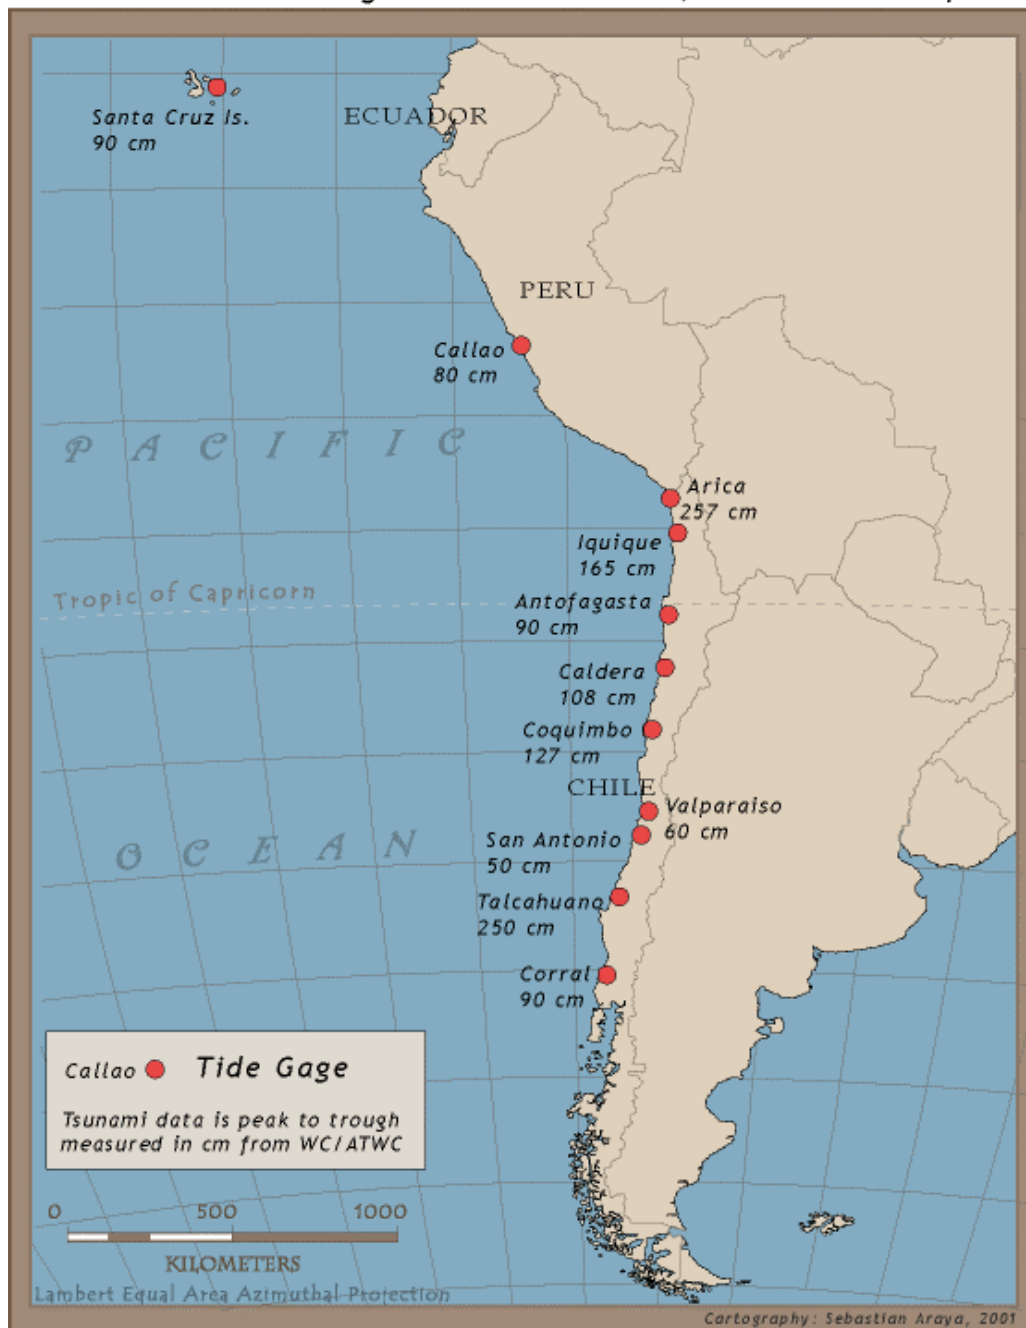 Santa Cruz Is.
90 cm
ECUADOR
PERU
Callao
80 cm
PACIFIC
Arica
257 cm
Iquique
165 cm
Tropic of Capricorn
Antofagasta
90 cm
Caldera
108 cm
Coquimbo
127 cm
CHILE
Valparaiso
60 cm
San Antonio
50 cm
OCEAN
Talcahuano
250 cm
Corral
90 cm
Callao Tide Gage
Tsunami data is peak to trough
measured in cm from WC/ATWC
0 500 1000
KILOMETERS
Lambert Equal Area Azimuthal Projection
Cartography: Sebastian Araya, 2001